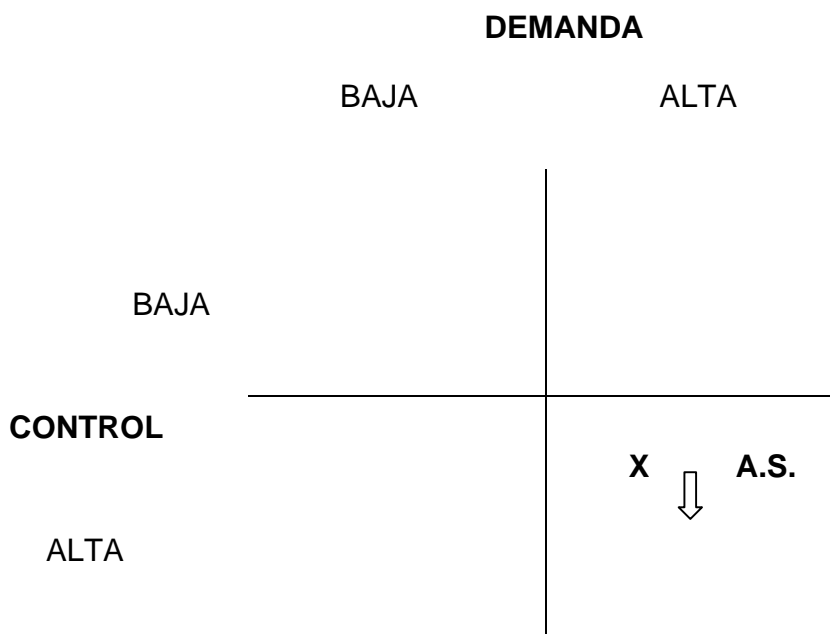 DEMANDA
BAJA ALTA
BAJA
CONTROL
X A.S.
ALTA